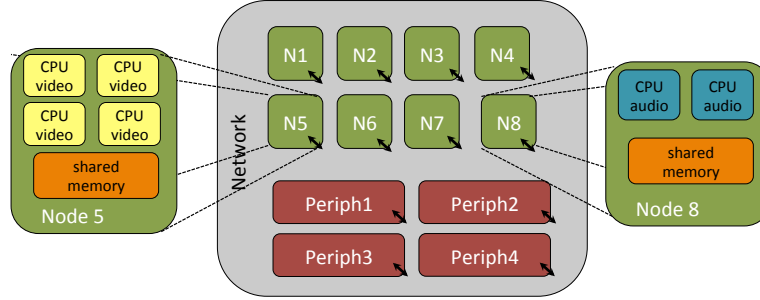 CPU video
CPU video
CPU video
CPU video
shared memory
Node 5
Network
N1 N2 N3 N4
N5 N6 N7 N8
Periph1 Periph2
Periph3 Periph4
CPU audio
CPU audio
shared memory
Node 8